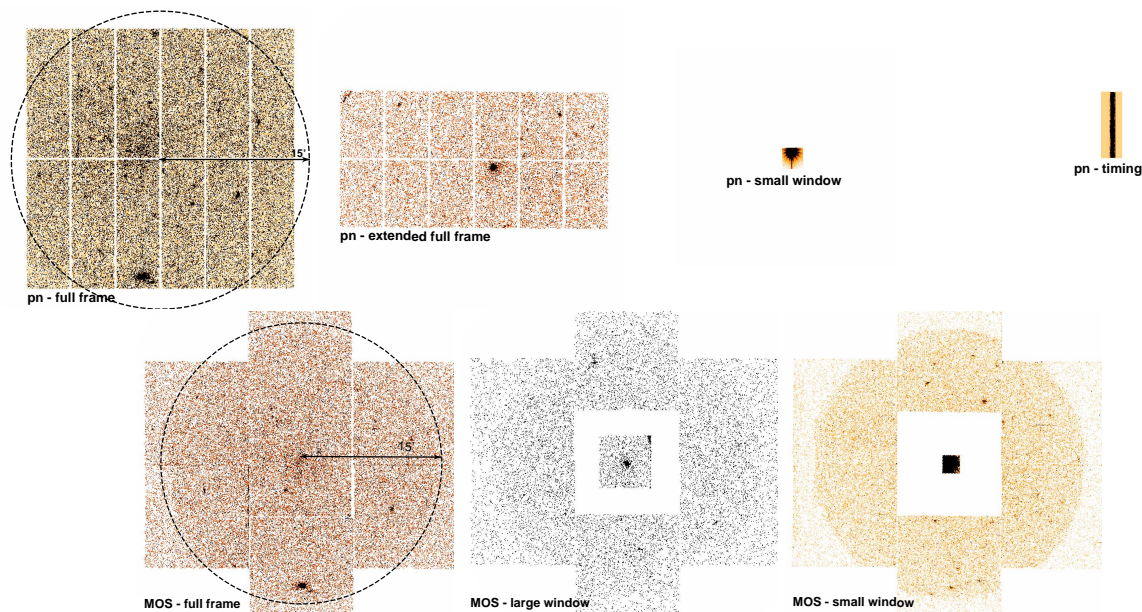 15'
pn - full frame
pn - extended full frame
pn - small window
pn - timing
15'
MOS - full frame
MOS - large window
MOS - small window